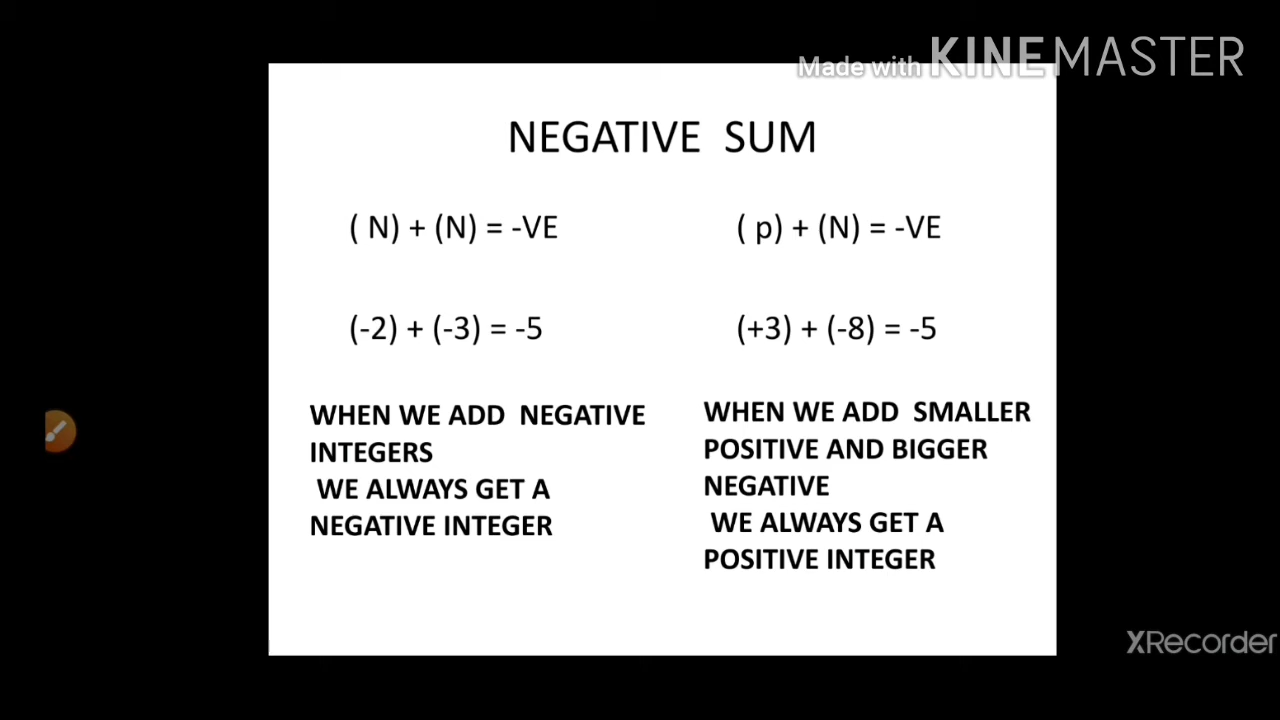 Made with KINEMASTER
NEGATIVE SUM
( N) + (N) = -VE
(-2) + (-3) = -5
WHEN WE ADD NEGATIVE
INTEGERS
WE ALWAYS GET A
NEGATIVE INTEGER
( p) + (N) = -VE
(+3) + (-8) = -5
WHEN WE ADD SMALLER
POSITIVE AND BIGGER
NEGATIVE
WE ALWAYS GET A
POSITIVE INTEGER
XRecorder